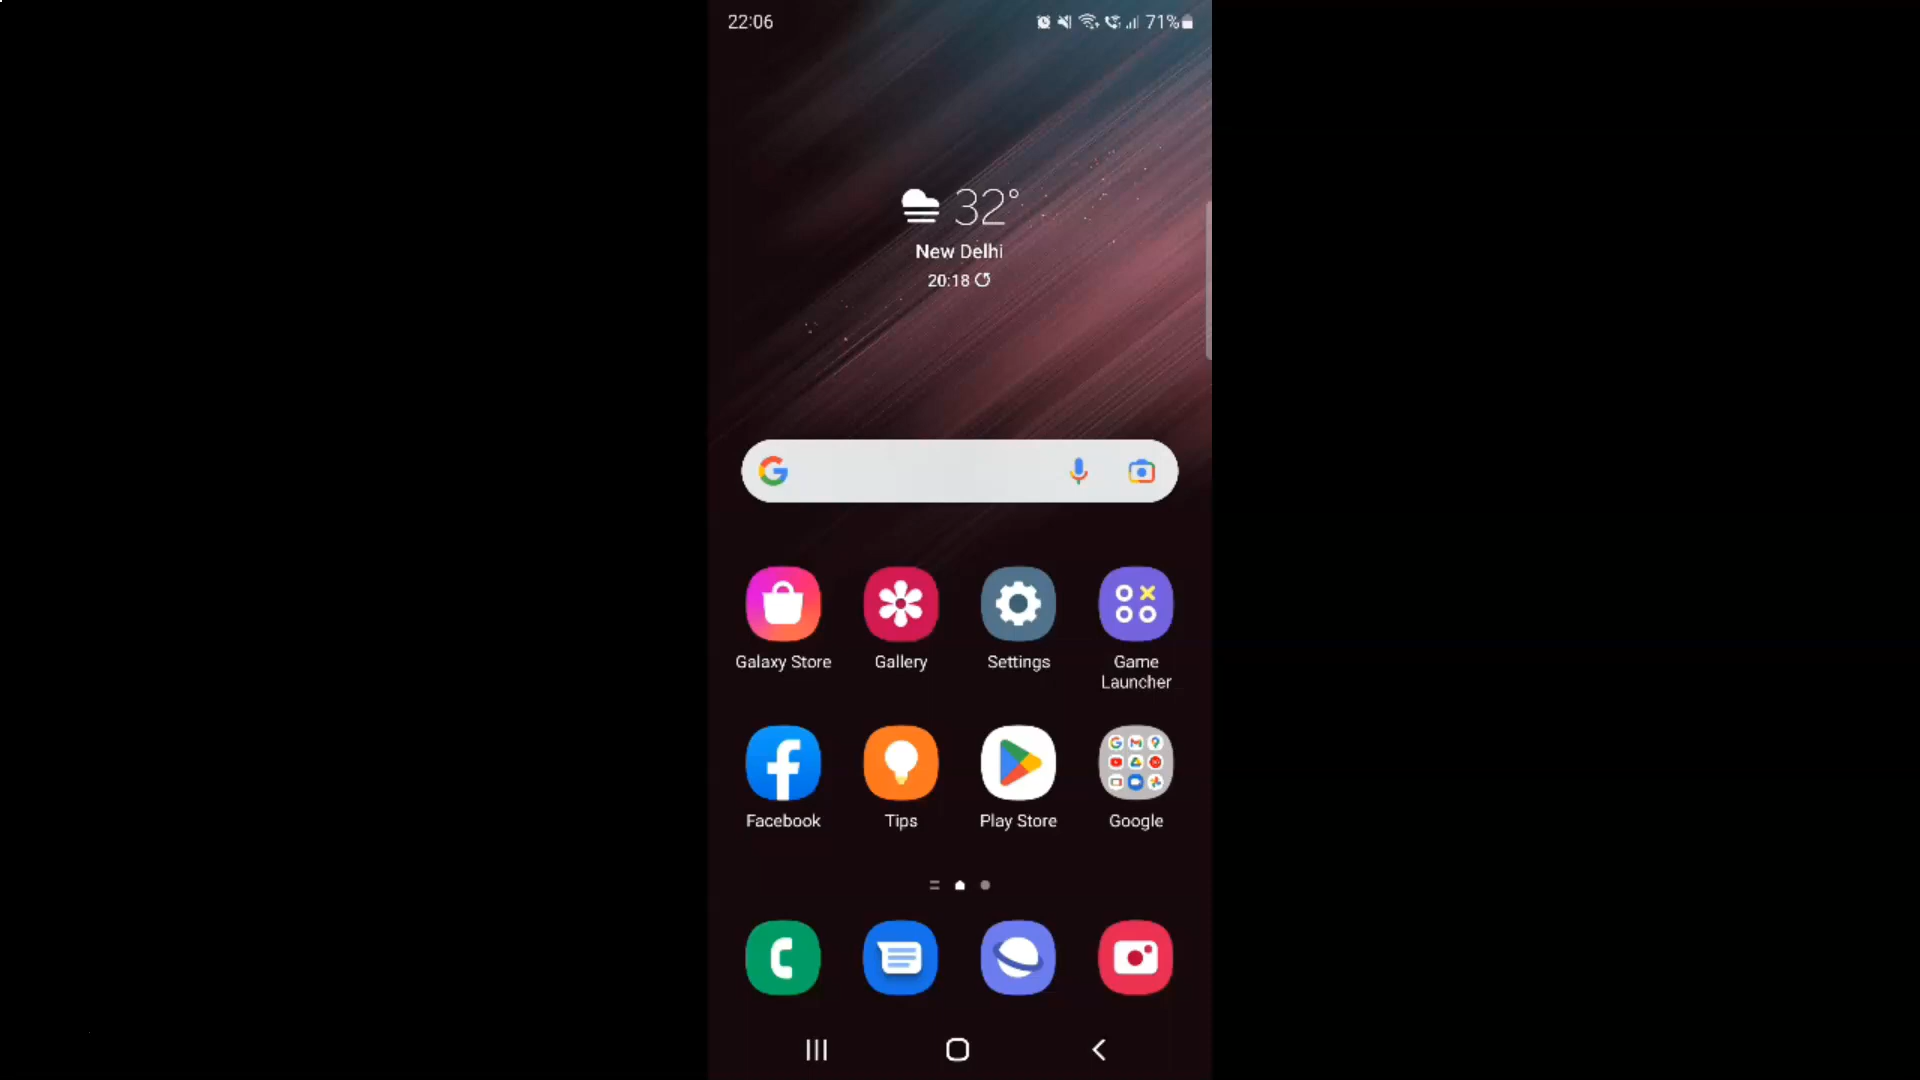 22:06
71%
32°
New Delhi
20:18
Galaxy Store
Gallery
Settings
Game
Launcher
Facebook
Tips
Play Store
Google